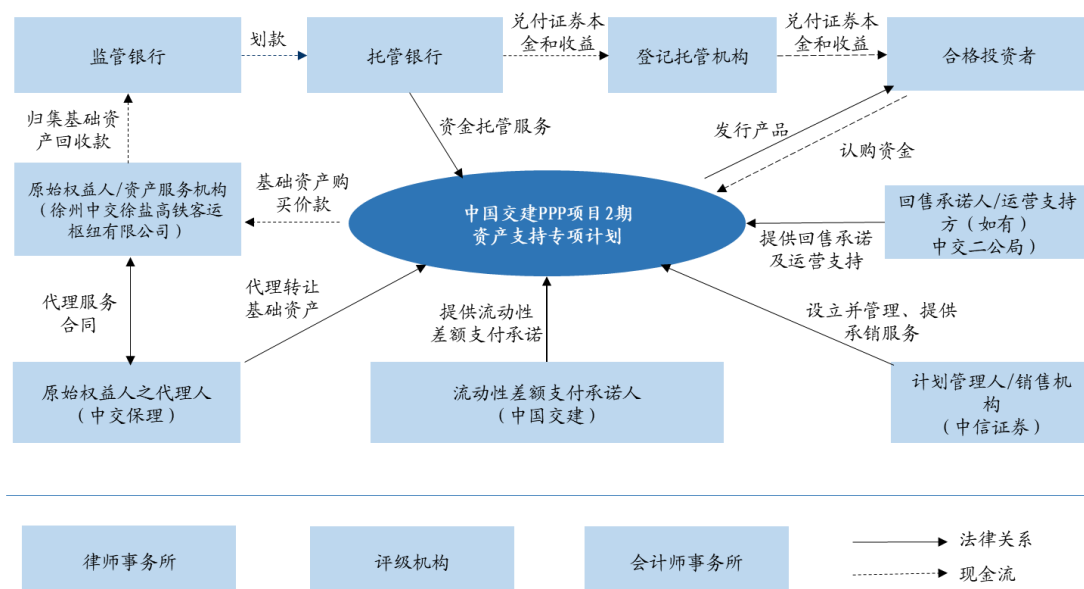 监管银行
划款
托管银行
兑付证券本
金和收益
登记托管机构
兑付证券本
金和收益
合格投资者
归集基础资
产回收款
资金托管服务
发行产品
认购资金
原始权益人/资产服务机构
（徐州中交徐盐高铁客运
枢纽有限公司）
基础资产购
买价款
中国交建PPP项目2期
资产支持专项计划
提供回售承诺
及运营支持
回售承诺人/运营支持
方（如有）
中交二公局）
代理服务
合同
代理转让
基础资产
提供流动性
差额支付承诺
设立并管理、提供
承销服务
原始权益人之代理人
（中交保理）
流动性差额支付承诺人
（中国交建）
计划管理人/销售机
构
（中信证券）
律师事务所
评级机构
会计师事务所
法律关系
现金流